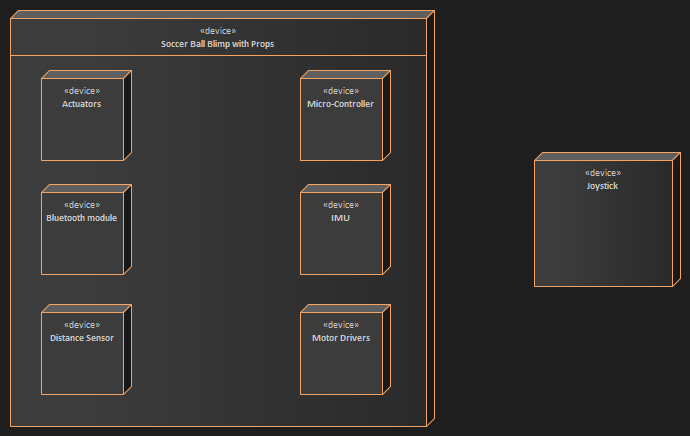 «device»
Soccer Ball Blimp with Props
«device»
Actuators
«device»
Micro-Controller
«device»
Joystick
«device»
Bluetooth module
«device»
IMU
«device»
Distance Sensor
«device»
Motor Drivers